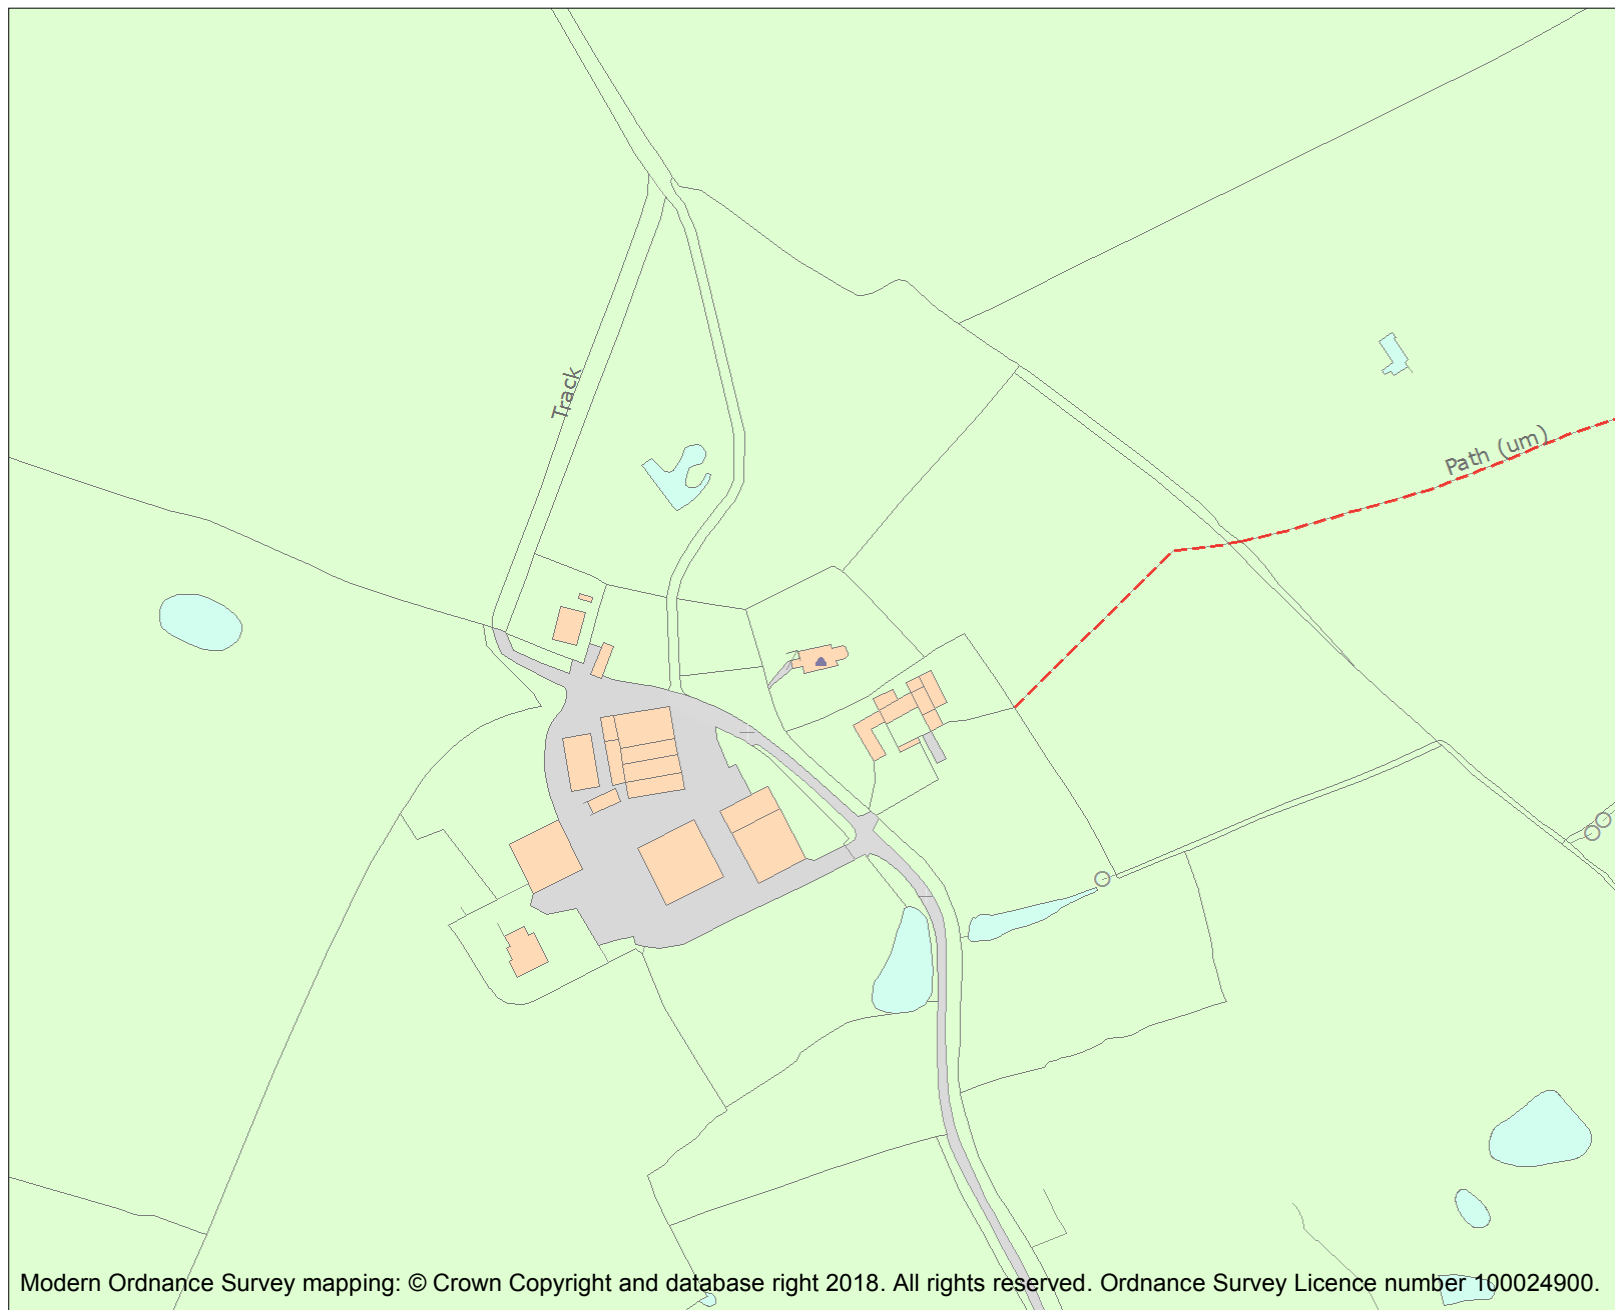 Track
Path (um)
Modern Ordnance Survey mapping: © Crown Copyright and database right 2018. All rights reserved. Ordnance Survey Licence number 100024900.